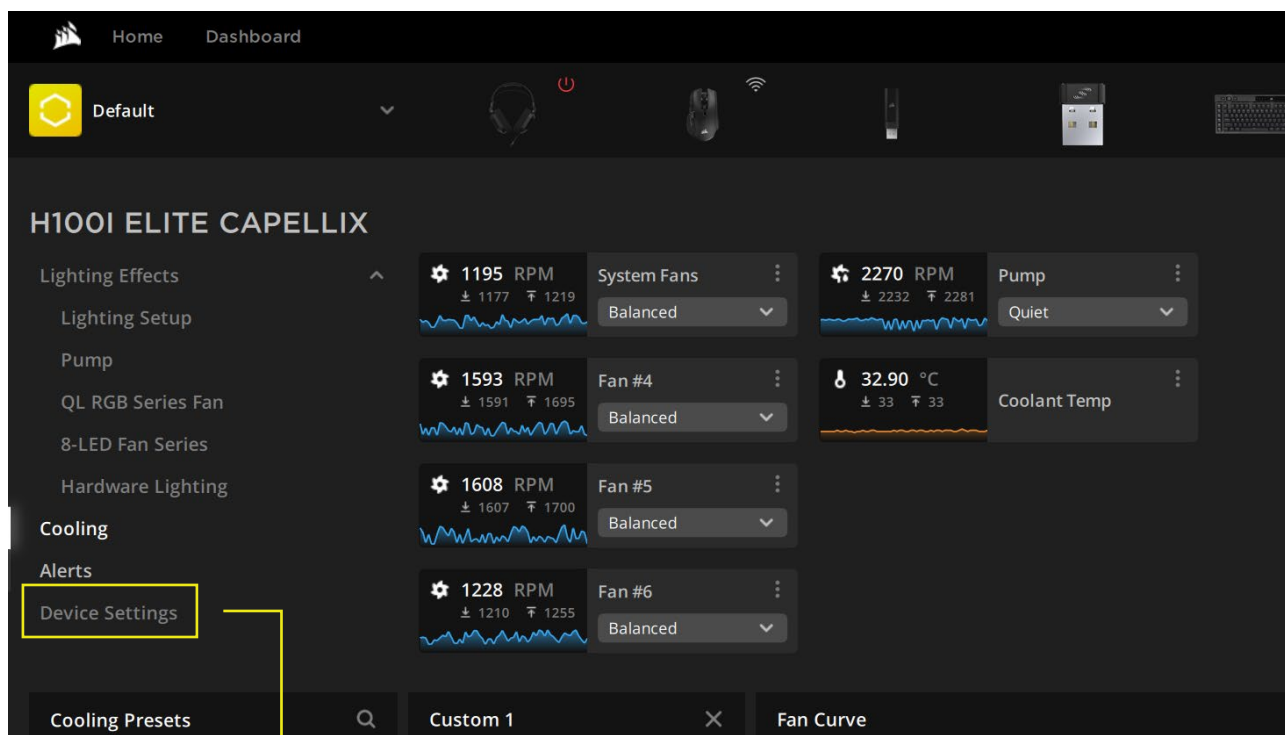 Home Dashboard
Default
H100I ELITE CAPELLIX
Lighting Effects
Lighting Setup
Pump
QL RGB Series Fan
8-LED Fan Series
Hardware Lighting
Cooling
Alerts
Device Settings
1195 RPM
1177 1219
System Fans
Balanced
2270 RPM
2232 2281
Pump
Quiet
1593 RPM
1591 1695
Fan #4
Balanced
32.90 °C
33 33
Coolant Temp
1608 RPM
1607 1700
Fan #5
Balanced
1228 RPM
1210 1255
Fan #6
Balanced
Cooling Presets
Custom 1
Fan Curve